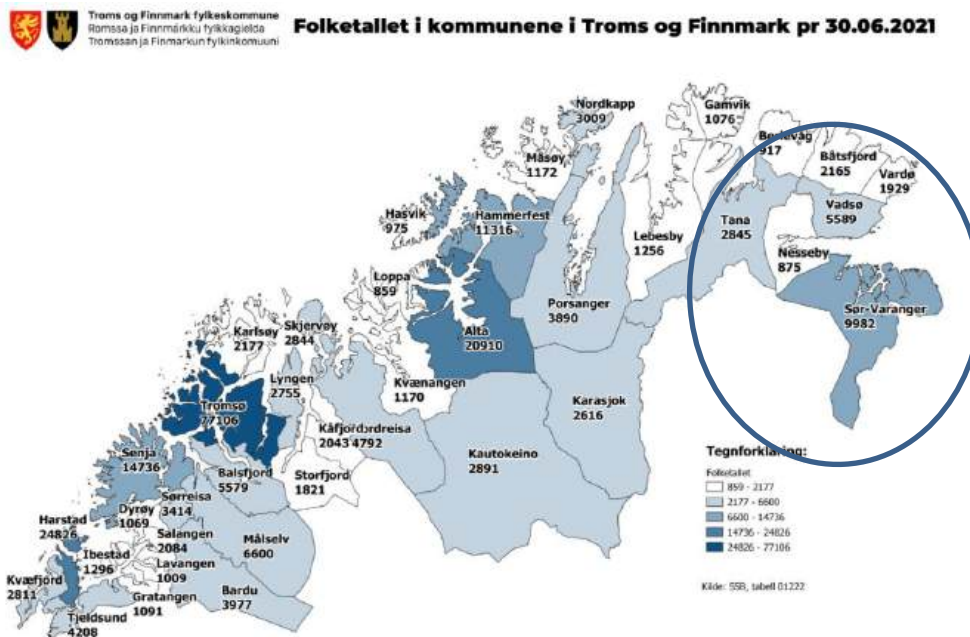 Troms og Finnmark fylkeskommune
Romssa ja Finnmárkku fylkkagielda
Tromssan ja Finmarkun fylkinkomuuni
Folketallet i kommunene i Troms og Finnmark pr 30.06.2021
Nordkapp
3009
Gamvik
1076
Måsøy
1172
Berlevåg
917
Båtsfjord
2165
Vardø
1929
Hasvik
975
Hammerfest
11316
Tana
2845
Vadsø
5589
Lebesby
1256
Nesseby
875
Loppa
859
Porsanger
3890
Sør-Varanger
9982
Karlsøy
2177
Skjervøy
2844
Alta
20910
Lyngen
2755
Kvænangen
1170
Karasjok
2616
Tromsø
77106
Kåfjord
2043
4792
Kautokeino
2891
Senja
14736
Balsfjord
5579
Storfjord
1821
Sørreisa
3414
Dyrøy
1069
Harstad
24826
Salangen
2084
Målselv
6600
Ibestad
1296
Lavangen
1009
Kvæfjord
2811
Gratangen
1091
Bardu
3977
Tjeldsund
4208
Tegnforklaring:
Folketallet
859 - 2177
2177 - 6600
6600 - 14736
14736 - 24826
24826 - 77106
Kilde: SSB, tabell 01222